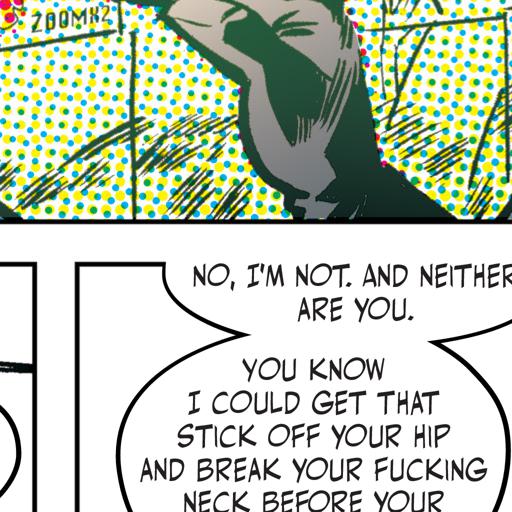 ZOOMX2
NO, I'M NOT. AND NEITHER
ARE YOU.
YOU KNOW
I COULD GET THAT
STICK OFF YOUR HIP
AND BREAK YOUR FUCKING
NECK BEFORE YOUR